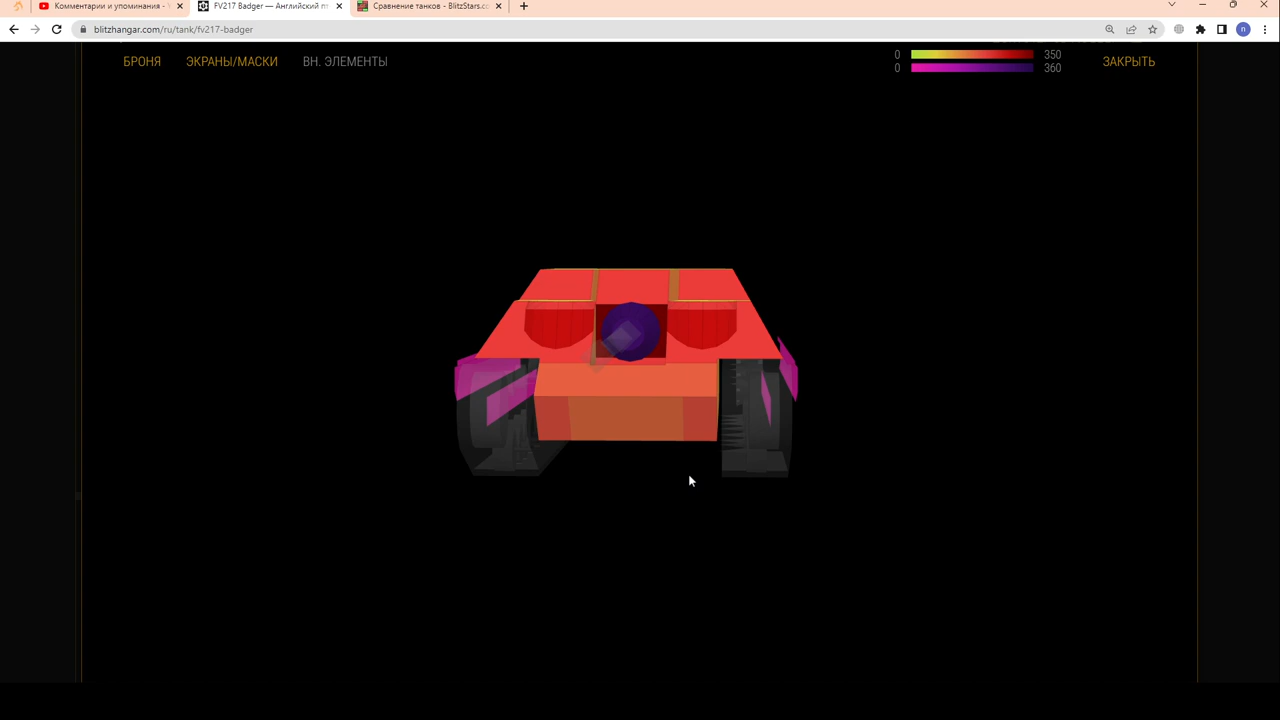 Комментарии и упоминания -
FV217 Badger — Английский п
Сравнение танков - BlitzStars.co
blitzhangar.com/ru/tank/fv217-badger
n
БРОНЯ ЭКРАНЫ/МАСКИ ВН. ЭЛЕМЕНТЫ
0 350
0 360
ЗАКРЫТЬ